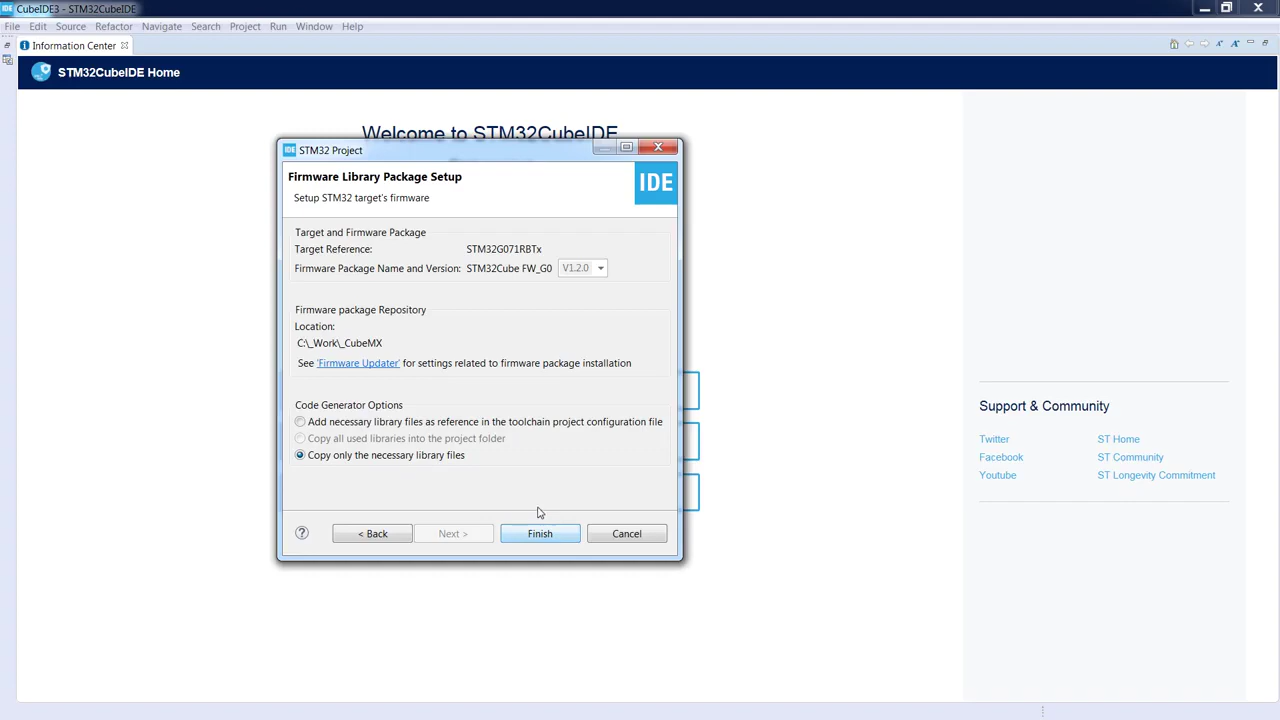 IDE CubeIDE3 - STM32CubeIDE
File Edit Source Refactor Navigate Search Project Run Window Help
Information Center
STM32CubeIDE Home
Welcome to STM32CubeIDE
IDE STM32 Project
Firmware Library Package Setup
IDE
Setup STM32 target's firmware
Target and Firmware Package
Target Reference: STM32G071RBTx
Firmware Package Name and Version: STM32Cube FW_G0 V1.2.0
Firmware package Repository
Location:
C:\_Work\_CubeMX
See 'Firmware Updater' for settings related to firmware package installation
Code Generator Options
Add necessary library files as reference in the toolchain project configuration file
Copy all used libraries into the project folder
Copy only the necessary library files
? < Back Next > Finish Cancel
Support & Community
Twitter ST Home
Facebook ST Community
Youtube ST Longevity Commitment